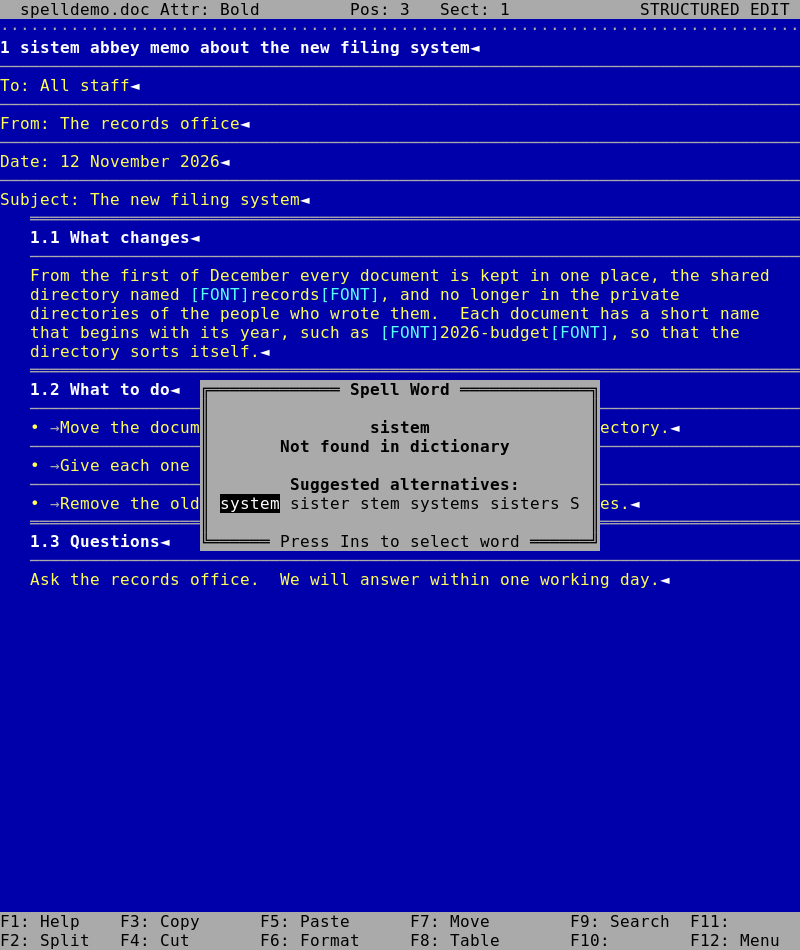 spelldemo.doc Attr: Bold Pos: 3 Sect: 1 STRUCTURED EDIT
1 sistem abbey memo about the new filing system◄
To: All staff◄
From: The records office◄
Date: 12 November 2026◄
Subject: The new filing system◄
1.1 What changes◄
From the first of December every document is kept in one place, the shared
directory named [FONT]records[FONT], and no longer in the private
directories of the people who wrote them.  Each document has a short name
that begins with its year, such as [FONT]2026-budget[FONT], so that the
directory sorts itself.◄
1.2 What to do◄
Spell Word
• →Move the docum
ectory.◄
sistem
Not found in dictionary
• →Give each one
Suggested alternatives:
• →Remove the old
es.◄
system sister stem systems sisters S
1.3 Questions◄
Press Ins to select word
Ask the records office.  We will answer within one working day.◄
F1: Help F3: Copy F5: Paste F7: Move F9: Search F11:
F2: Split F4: Cut F6: Format F8: Table F10: F12: Menu